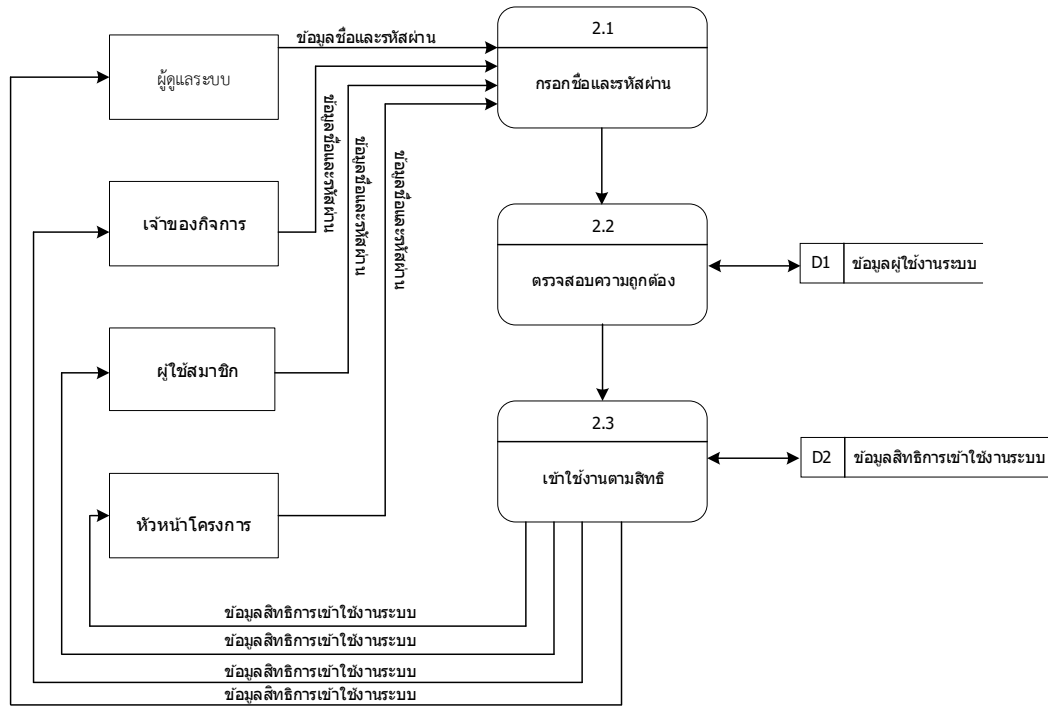 ข้อมูลชื่อและรหัสผ่าน
2.1
ผู้ดูแลระบบ
กรอกชื่อและรหัสผ่าน
ข้อมูลชื่อและรหัสผ่าน
ข้อมูลชื่อและรหัสผ่าน
ข้อมูลชื่อและรหัสผ่าน
เจ้าของกิจการ
2.2
ตรวจสอบความถูกต้อง
D1 ข้อมูลผู้ใช้งานระบบ
ผู้ใช้สมาชิก
2.3
เข้าใช้งานตามสิทธิ
D2 ข้อมูลสิทธิการเข้าใช้งานระบบ
หัวหน้าโครงการ
ข้อมูลสิทธิการเข้าใช้งานระบบ
ข้อมูลสิทธิการเข้าใช้งานระบบ
ข้อมูลสิทธิการเข้าใช้งานระบบ
ข้อมูลสิทธิการเข้าใช้งานระบบ